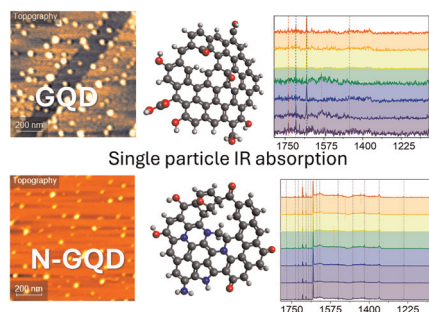 Topography
GQD
200 nm
1750 1575 1400 1225
Single particle IR absorption
Topography
N-GQD
200 nm
1750 1575 1400 1225